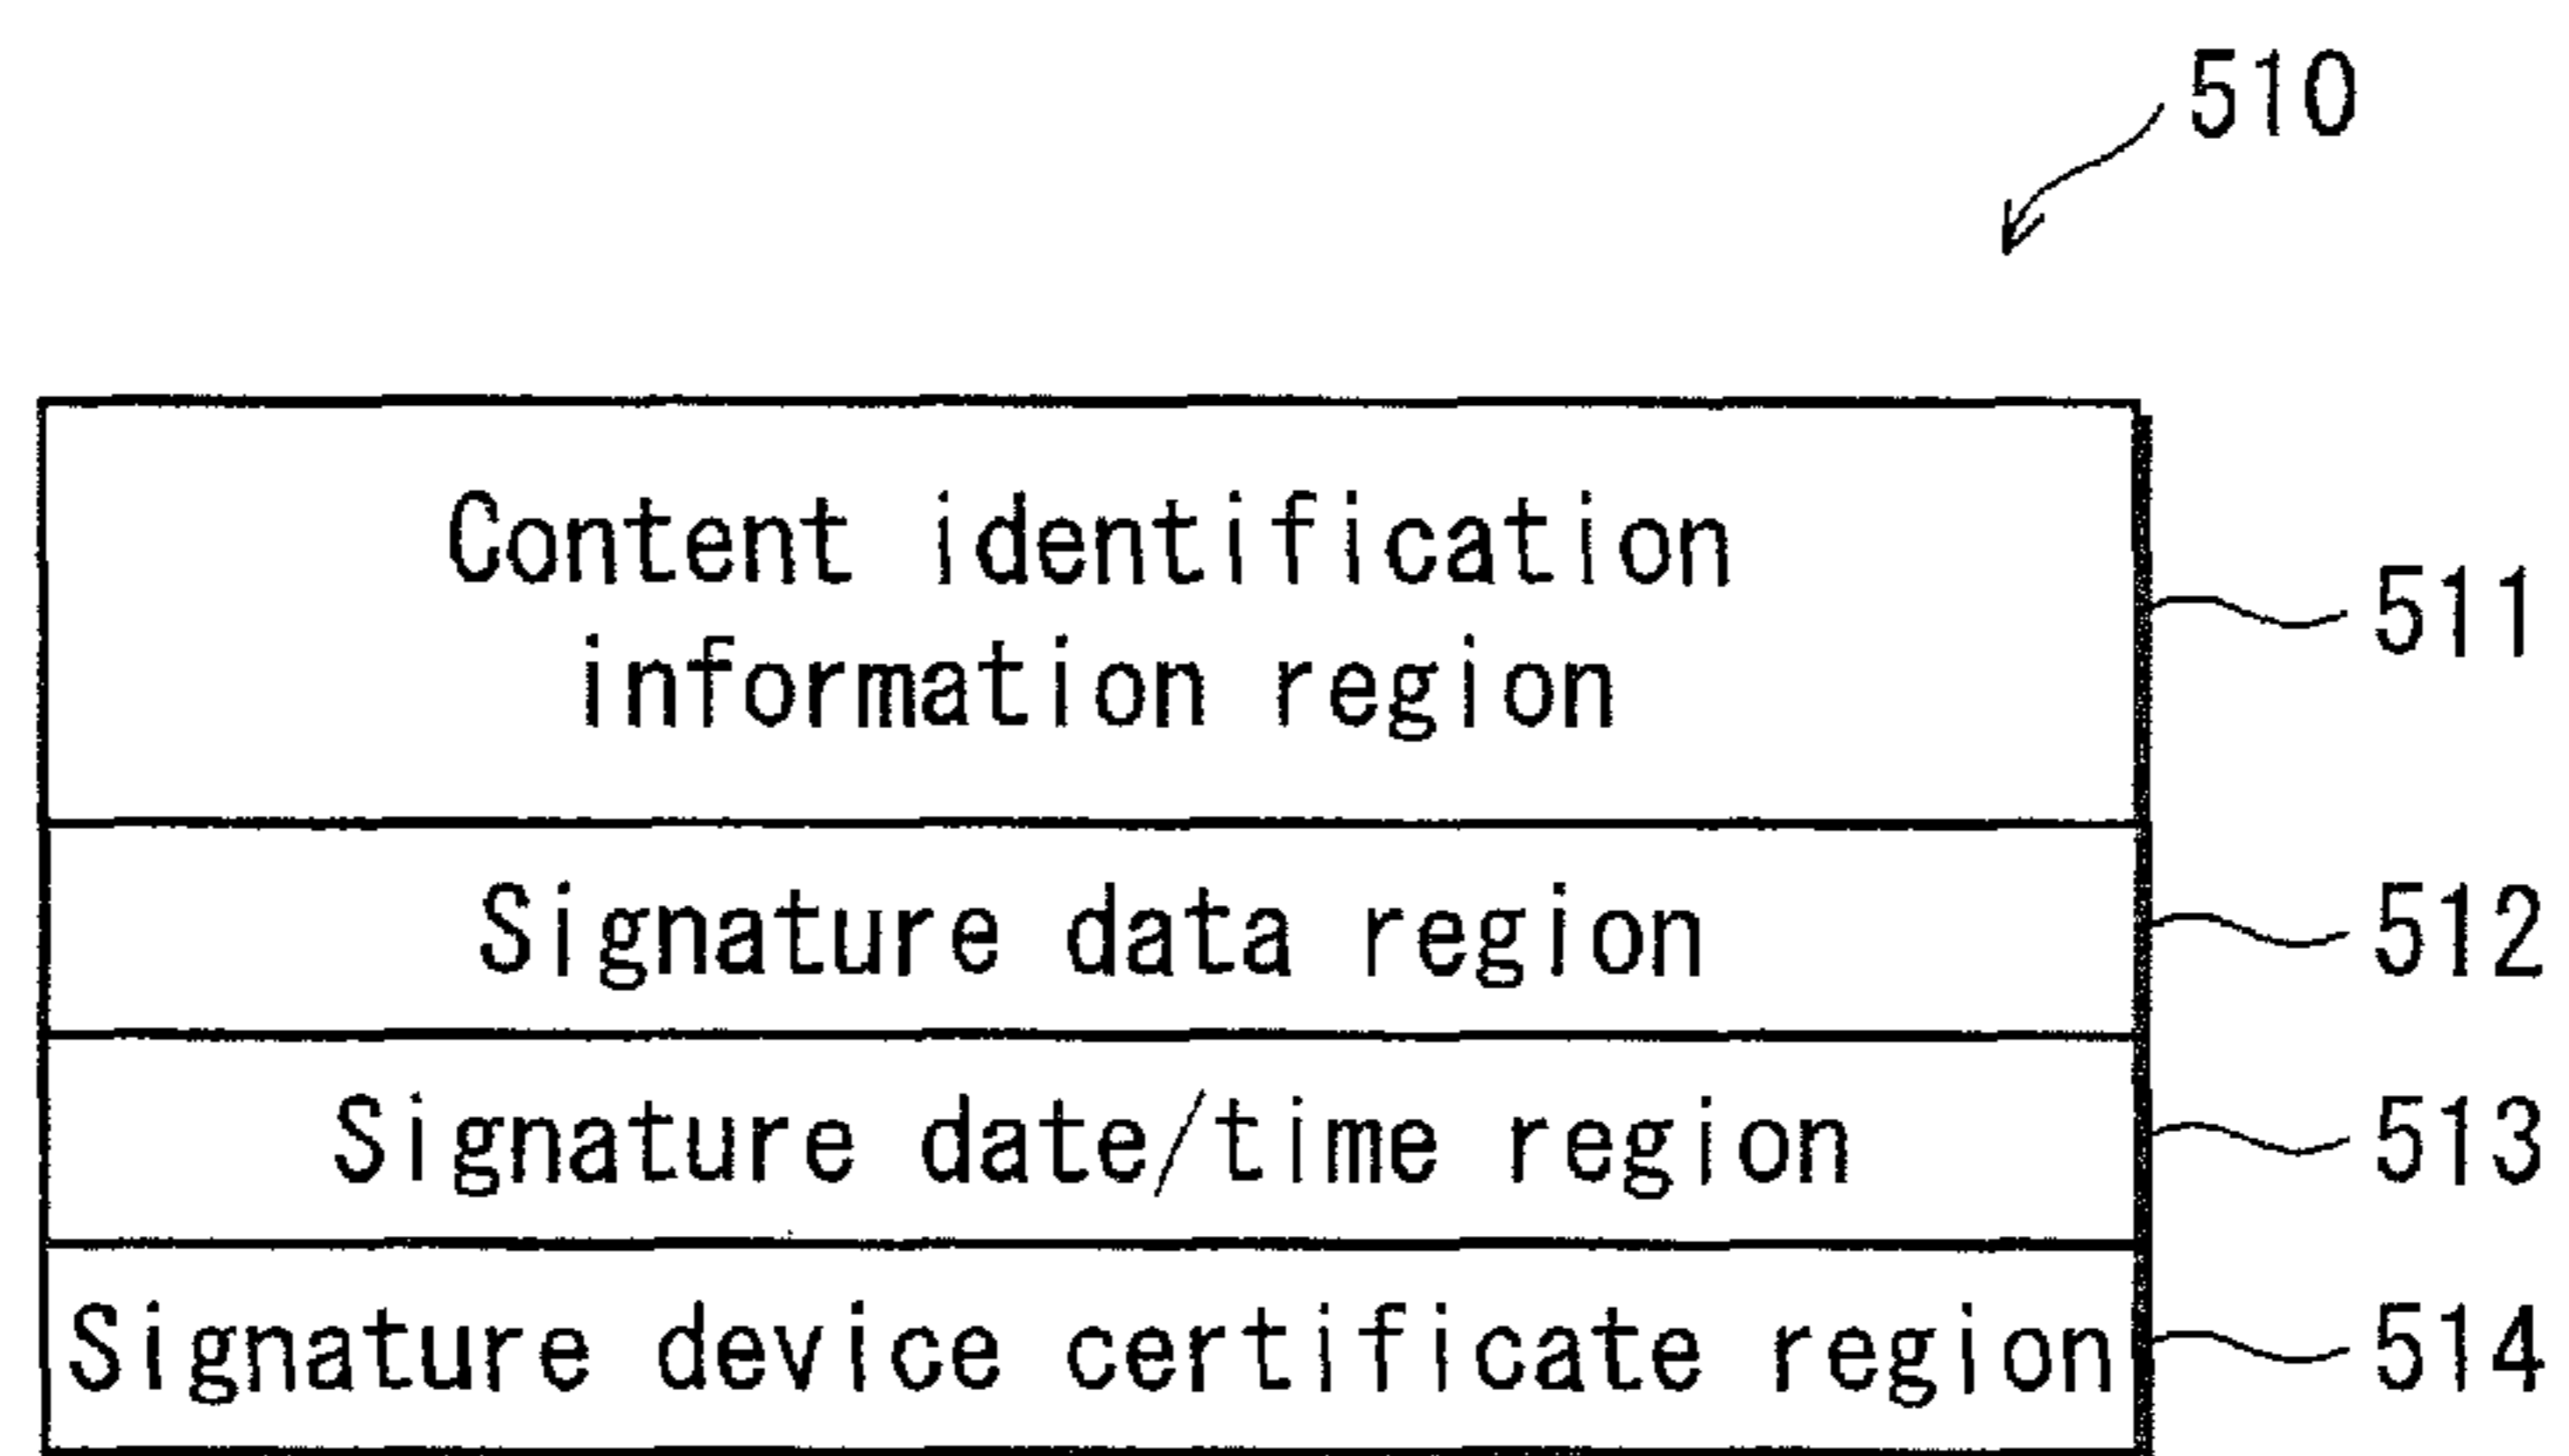 510
Content identification
information region
511
Signature data region
512
Signature date/time region
513
Signature device certificate region
514